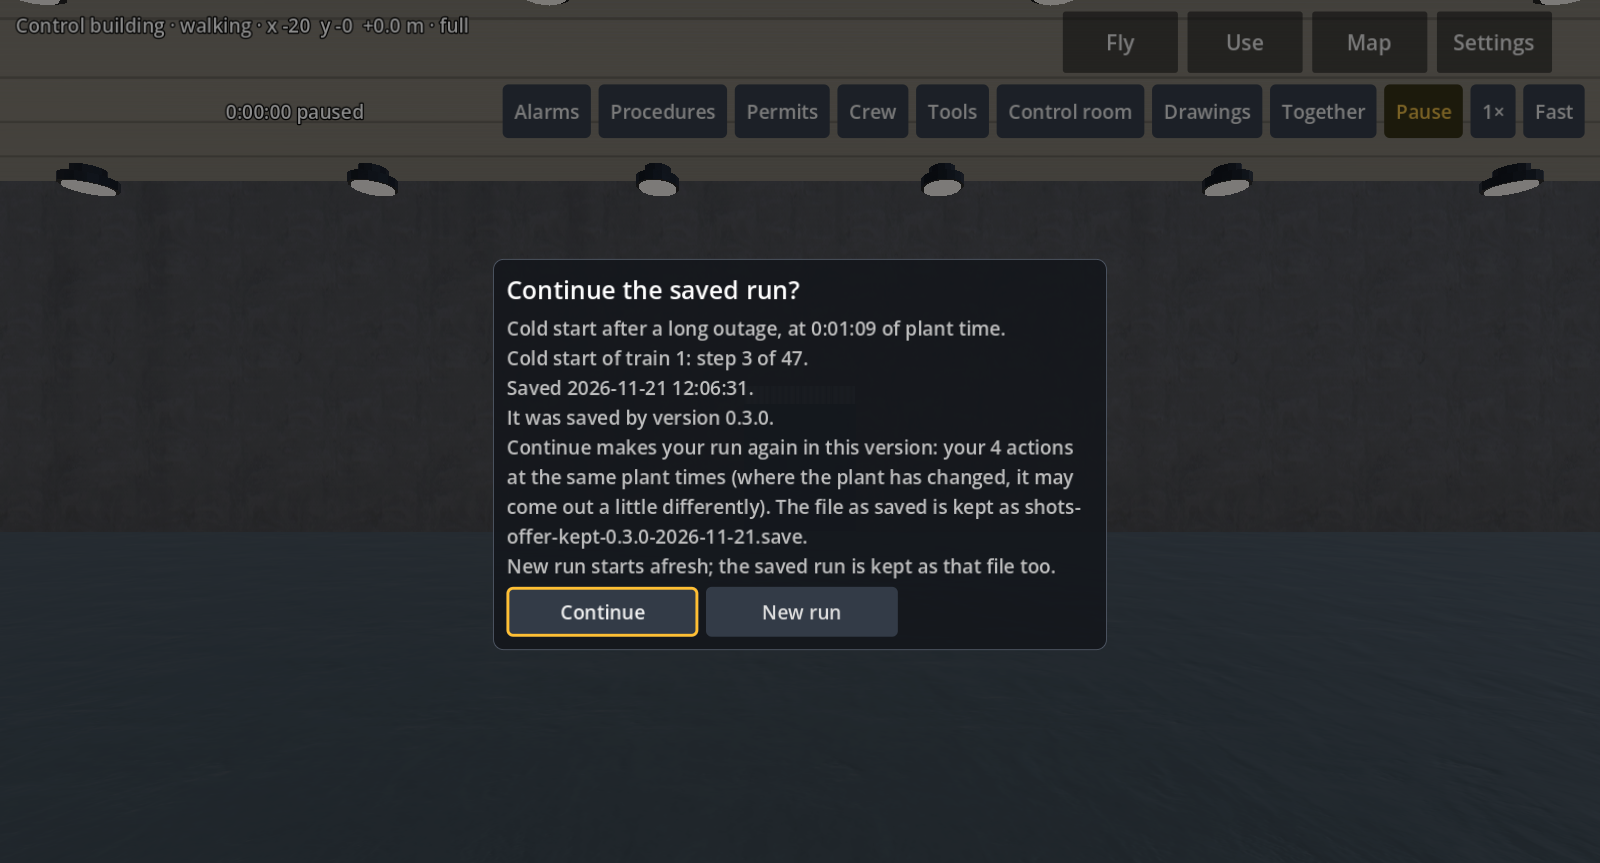 Control building · walking · x -20 y -0 +0.0 m · full
Fly
Use
Map
Settings
0:00:00 paused
Alarms
Procedures
Permits
Crew
Tools
Control room
Drawings
Together
Pause
1×
Fast
Continue the saved run?
Cold start after a long outage, at 0:01:09 of plant time.
Cold start of train 1: step 3 of 47.
Saved 2026-11-21 12:06:31.
It was saved by version 0.3.0.
Continue makes your run again in this version: your 4 actions
at the same plant times (where the plant has changed, it may
come out a little differently). The file as saved is kept as shots-
offer-kept-0.3.0-2026-11-21.save.
New run starts afresh; the saved run is kept as that file too.
Continue
New run